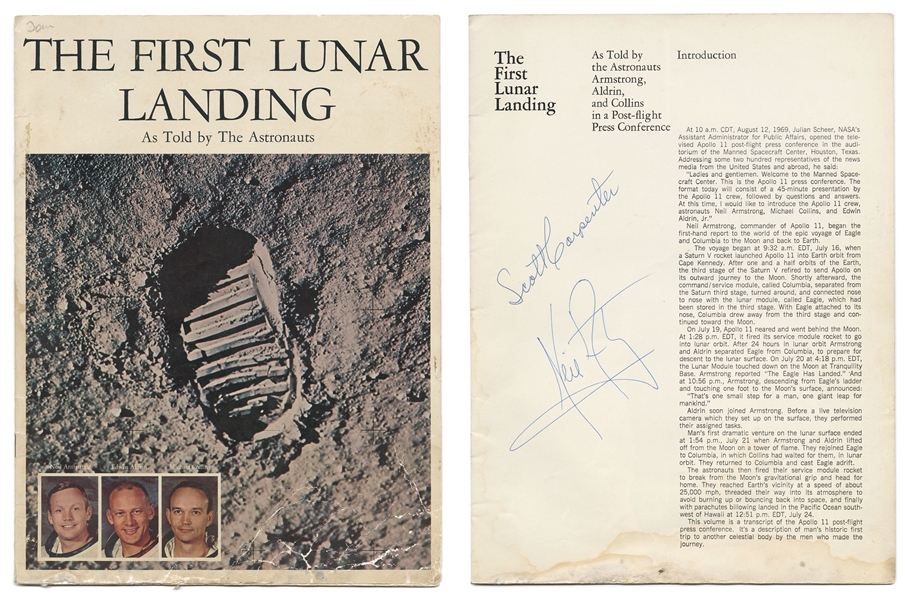 Dom
THE FIRST LUNAR
LANDING
As Told by The Astronauts
Neil Armstrong
Edwin Aldrin
Michael Collins
The
First
Lunar
Landing
As Told by
the Astronauts
Armstrong,
Aldrin,
and Collins
in a Post-flight
Press Conference
Introduction
At 10 a.m. CDT, August 12, 1969, Julian Scheer, NASA's
Assistant Administrator for Public Affairs, opened the tele-
vised Apollo 11 post-flight press conference in the audi-
torium of the Manned Spacecraft Center, Houston, Texas.
Addressing some two hundred representatives of the news
media from the United States and abroad, he said:
"Ladies and gentlemen. Welcome to the Manned Space-
craft Center. This is the Apollo 11 press conference. The
format today will consist of a 45-minute presentation by
the Apollo 11 crew, followed by questions and answers.
At this time, I would like to introduce the Apollo 11 crew,
astronauts Neil Armstrong, Michael Collins, and Edwin
Aldrin, Jr."
Neil Armstrong, commander of Apollo 11, began the
first-hand report to the world of the epic voyage of Eagle
and Columbia to the Moon and back to Earth.
The voyage began at 9:32 a.m. EDT, July 16, when
a Saturn V rocket launched Apollo 11 into Earth orbit from
Cape Kennedy. After one and a half orbits of the Earth,
the third stage of the Saturn V refired to send Apollo on
its outward journey to the Moon. Shortly afterward, the
command/service module, called Columbia, separated from
the Saturn third stage, turned around, and connected nose
to nose with the lunar module, called Eagle, which had
been stored in the third stage. With Eagle attached to its
nose, Columbia drew away from the third stage and con-
tinued toward the Moon.
On July 19, Apollo 11 neared and went behind the Moon.
At 1:28 p.m. EDT, it fired its service module rocket to go
into lunar orbit. After 24 hours in lunar orbit Armstrong
and Aldrin separated Eagle from Columbia, to prepare for
descent to the lunar surface. On July 20 at 4:18 p.m. EDT,
the Lunar Module touched down on the Moon at Tranquility
Base. Armstrong reported "The Eagle Has Landed." And
at 10:56 p.m., Armstrong, descending from Eagle's ladder
and touching one foot to the Moon's surface, announced:
"That's one small step for a man, one giant leap for
mankind."
Aldrin soon joined Armstrong. Before a live television
camera which they set up on the surface, they performed
their assigned tasks.
Man's first dramatic venture on the lunar surface ended
at 1:54 p.m., July 21 when Armstrong and Aldrin lifted
off from the Moon on a tower of flame. They rejoined Eagle
to Columbia, in which Collins had waited for them, in lunar
orbit. They returned to Columbia and cast Eagle adrift.
The astronauts then fired their service module rocket
to break from the Moon's gravitational grip and head for
home. They reached Earth's vicinity at a speed of about
25,000 mph, threaded their way into its atmosphere to
avoid burning up or bouncing back into space, and finally
with parachutes billowing landed in the Pacific Ocean south-
west of Hawaii at 12:51 p.m. EDT, July 24.
This volume is a transcript of the Apollo 11 post-flight
press conference. It's a description of man's historic first
trip to another celestial body by the men who made the
journey.
Scott Carpenter
Neil